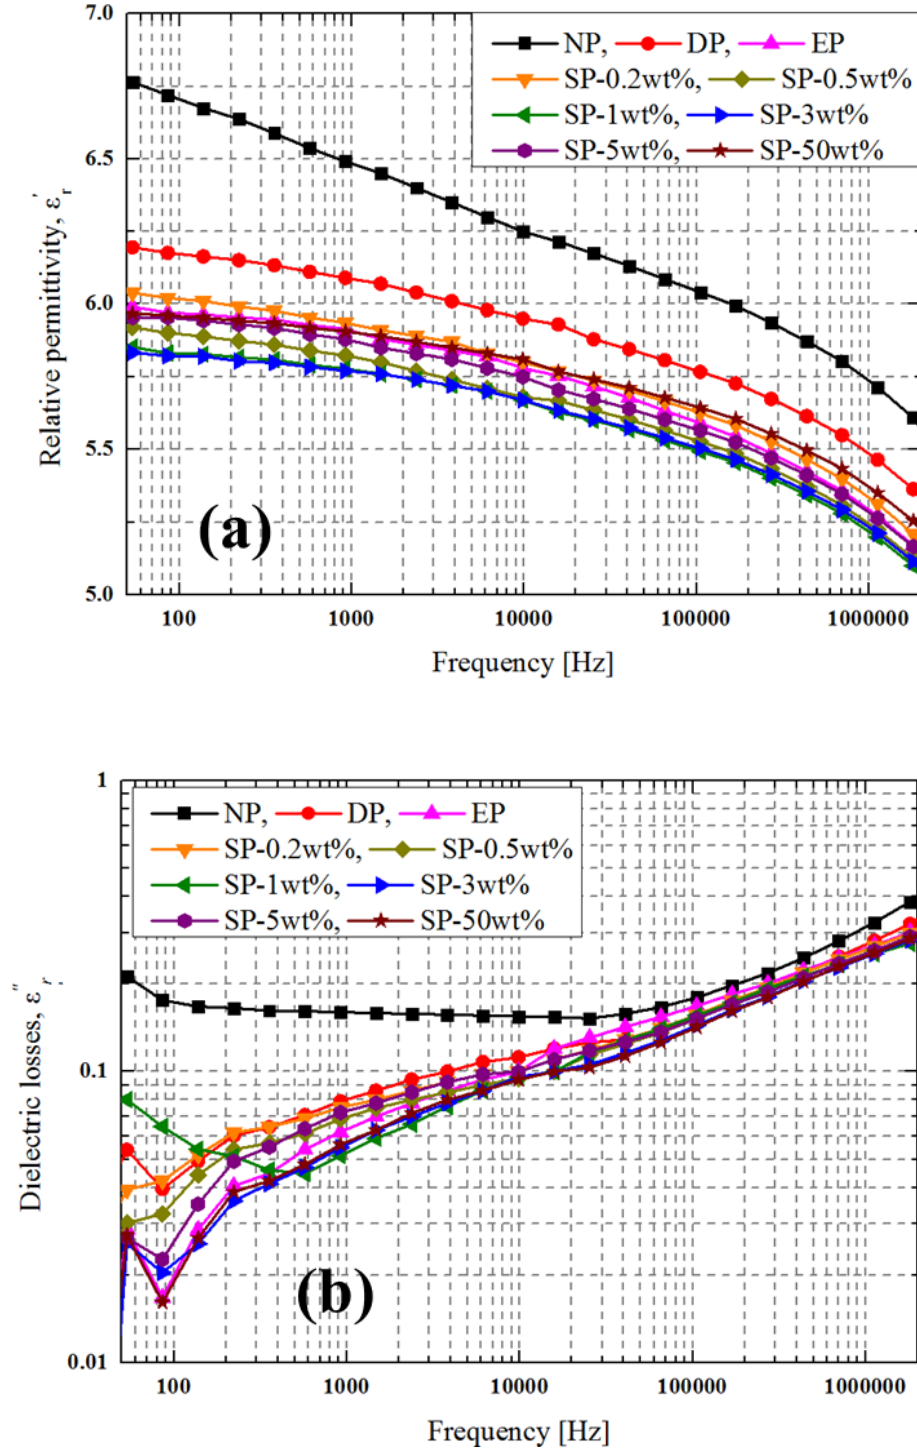 7.0
NP, DP, EP
SP-0.2wt%, SP-0.5wt%
SP-1wt%, SP-3wt%
SP-5wt%, SP-50wt%
6.5
6.0
5.5
5.0
Relative permittivity, ε′r
(a)
100 1000 10000 100000 1000000
Frequency [Hz]
1
NP, DP, EP
SP-0.2wt%, SP-0.5wt%
SP-1wt%, SP-3wt%
SP-5wt%, SP-50wt%
0.1
0.01
Dielectric losses, ε″r
(b)
100 1000 10000 100000 1000000
Frequency [Hz]